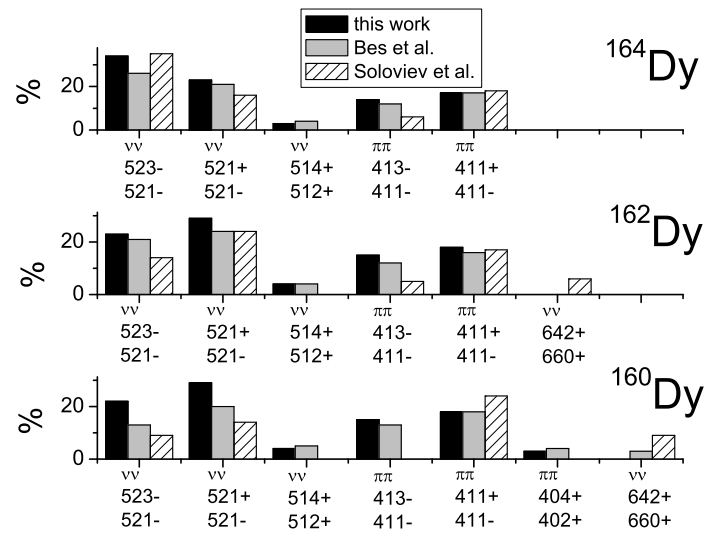 this work
Bes et al.
Soloviev et al.
¹⁶⁴Dy
%
20
0
νν νν νν ππ ππ
523- 521+ 514+ 413- 411+
521- 521- 512+ 411- 411-
¹⁶²Dy
%
20
0
νν νν νν ππ ππ νν
523- 521+ 514+ 413- 411+ 642+
521- 521- 512+ 411- 411- 660+
¹⁶⁰Dy
%
20
0
νν νν νν ππ ππ ππ νν
523- 521+ 514+ 413- 411+ 404+ 642+
521- 521- 512+ 411- 411- 402+ 660+